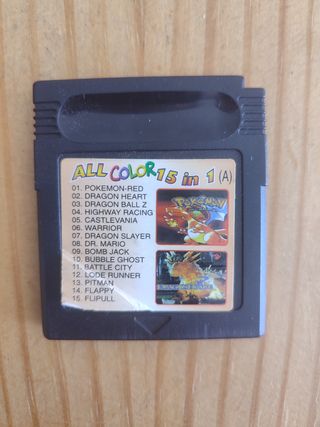 ALL COLOR 15 in 1 (A)
01. POKEMON-RED
02. DRAGON HEART
03. DRAGON BALL Z
04. HIGHWAY RACING
05. CASTLEVANIA
06. WARRIOR
07. DRAGON SLAYER
08. DR. MARIO
09. BOMB JACK
10. BUBBLE GHOST
11. BATTLE CITY
12. LODE RUNNER
13. PITMAN
14. FLAPPY
15. FLIPULL
POKéMON